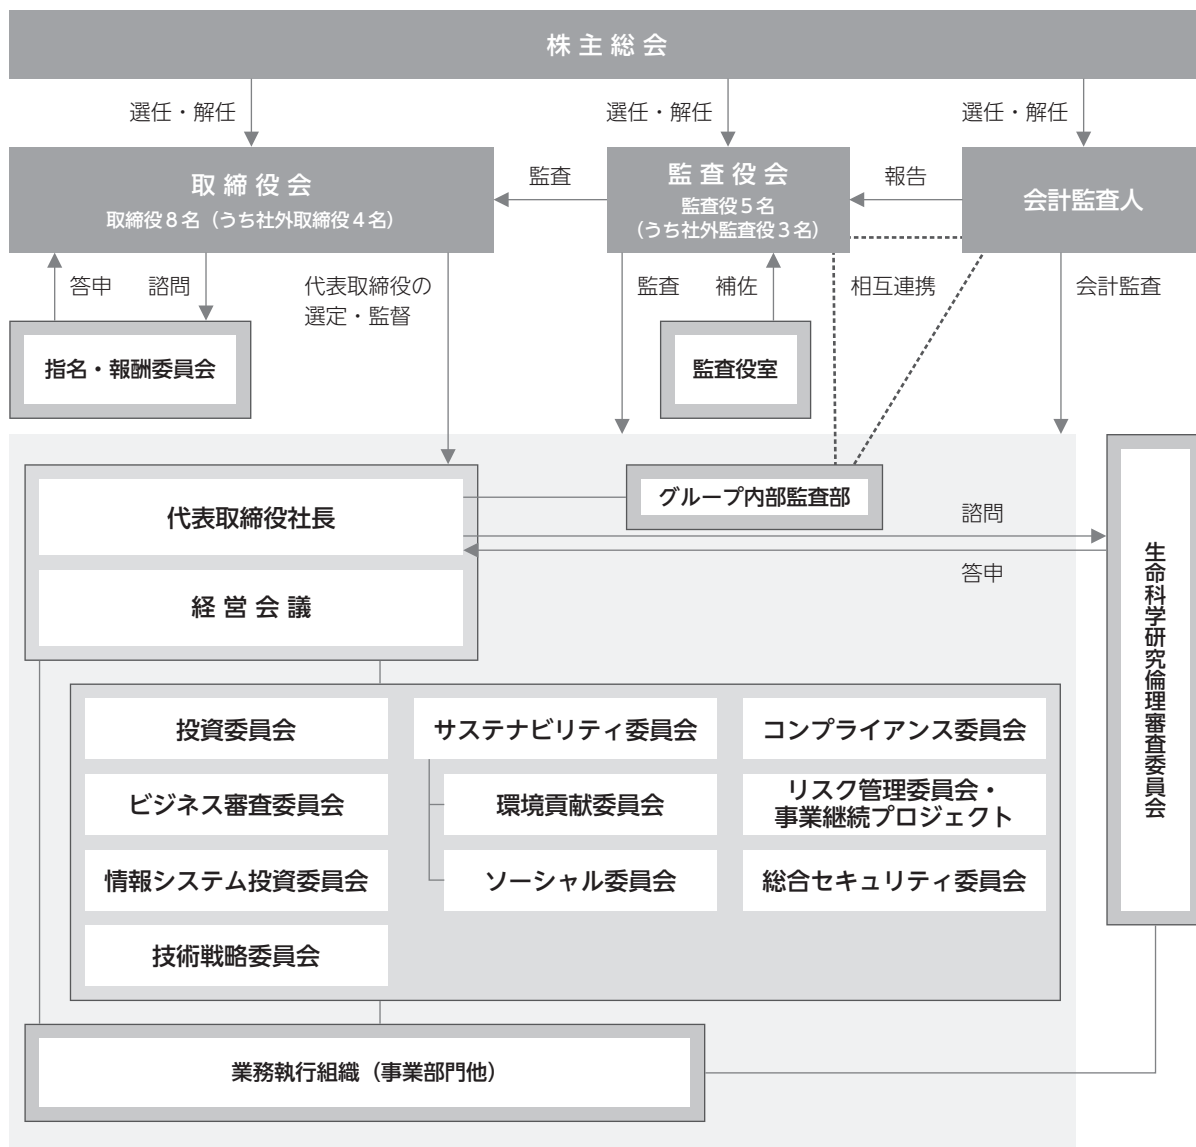 株主総会
選任・解任
選任・解任
選任・解任
取締役会
取締役8名（うち社外取締役4名）
監査
監査役会
監査役5名
（うち社外監査役3名）
報告
会計監査人
答申
諮問
代表取締役の
選定・監督
監査
補佐
相互連携
会計監査
指名・報酬委員会
監査役室
代表取締役社長
グループ内部監査部
諮問
答申
経営会議
生命科学研究倫理審査委員会
投資委員会
サステナビリティ委員会
コンプライアンス委員会
ビジネス審査委員会
環境貢献委員会
リスク管理委員会・
事業継続プロジェクト
情報システム投資委員会
ソーシャル委員会
総合セキュリティ委員会
技術戦略委員会
業務執行組織（事業部門他）